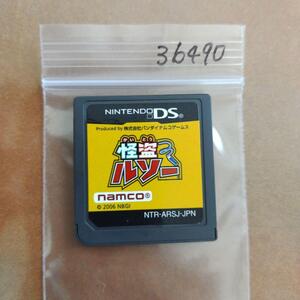 36490
NINTENDO DS
Produced by 株式会社バンダイナムコゲームス
怪盗
ルソー
namco®
© 2006 NBGI
NTR-ARSJ-JPN